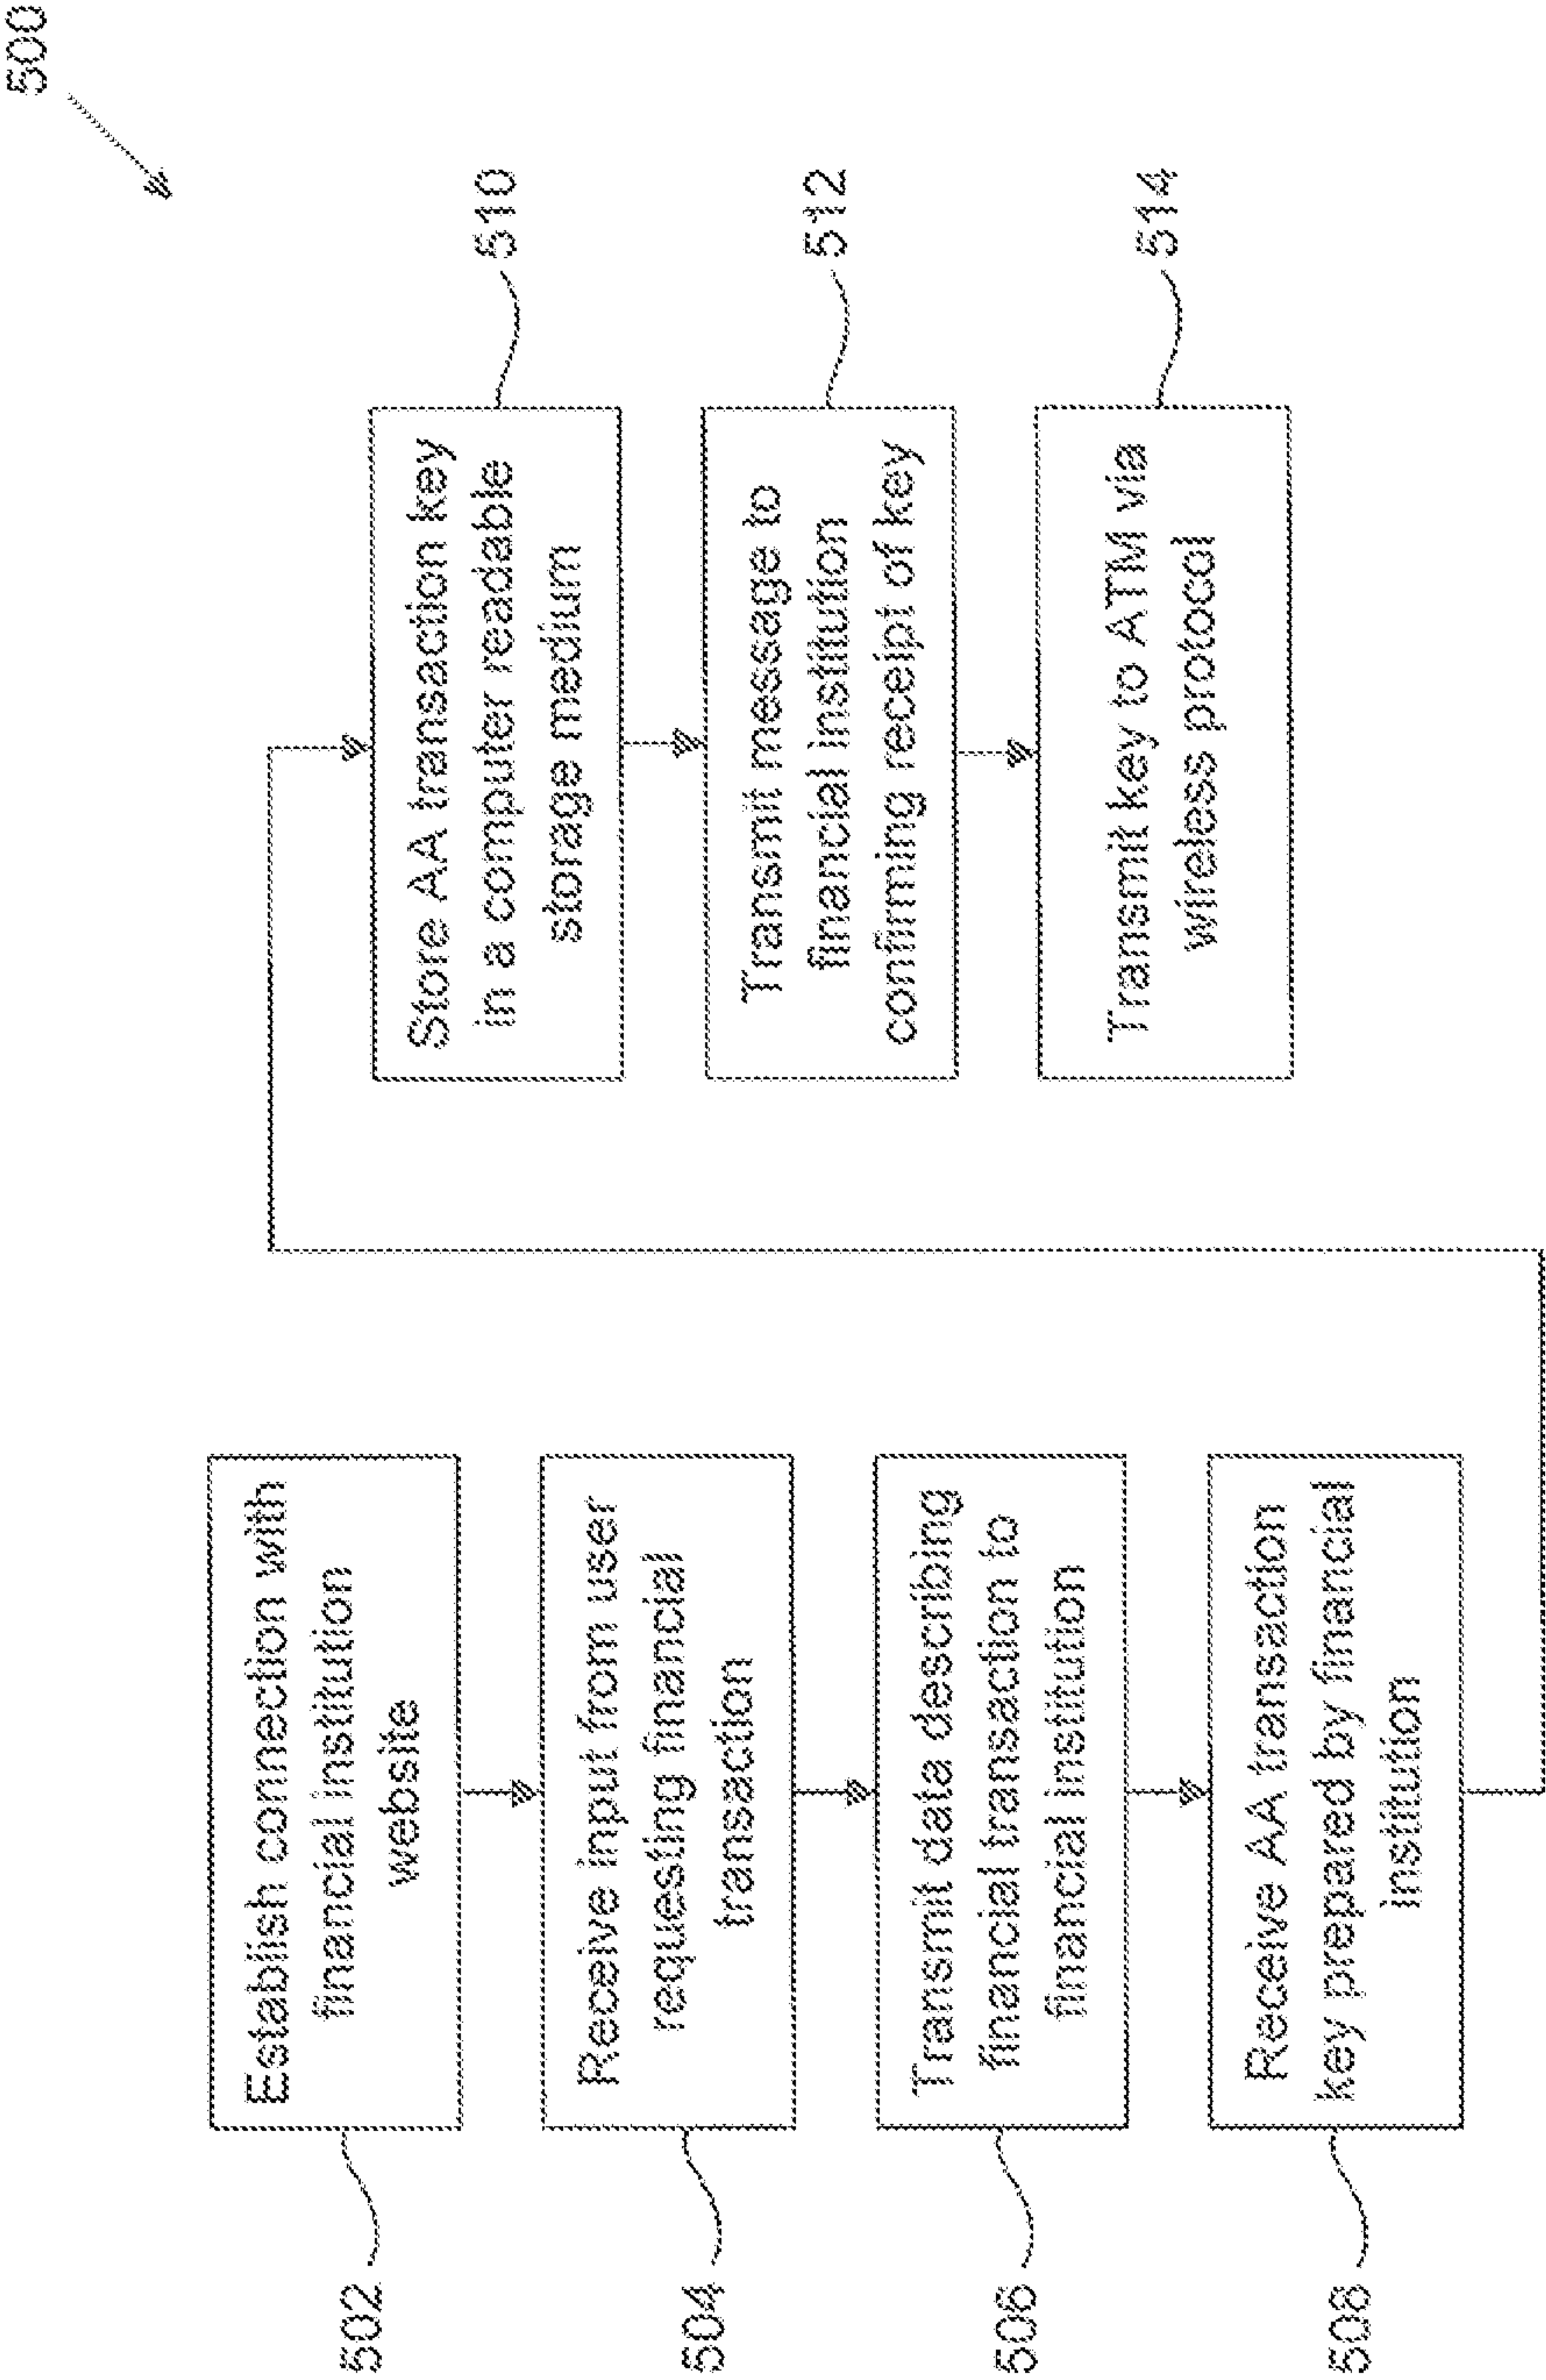 500
502
Establish connection with
financial institution
website
504
Receive input from user
requesting financial
transaction
506
Transmit data describing
financial transaction to
financial institution
508
Receive AA transaction
key prepared by financial
institution
Store AA transaction key
in a computer readable
storage medium
510
Transmit message to
financial institution
confirming receipt of key
512
Transmit key to ATM via
wireless protocol
514